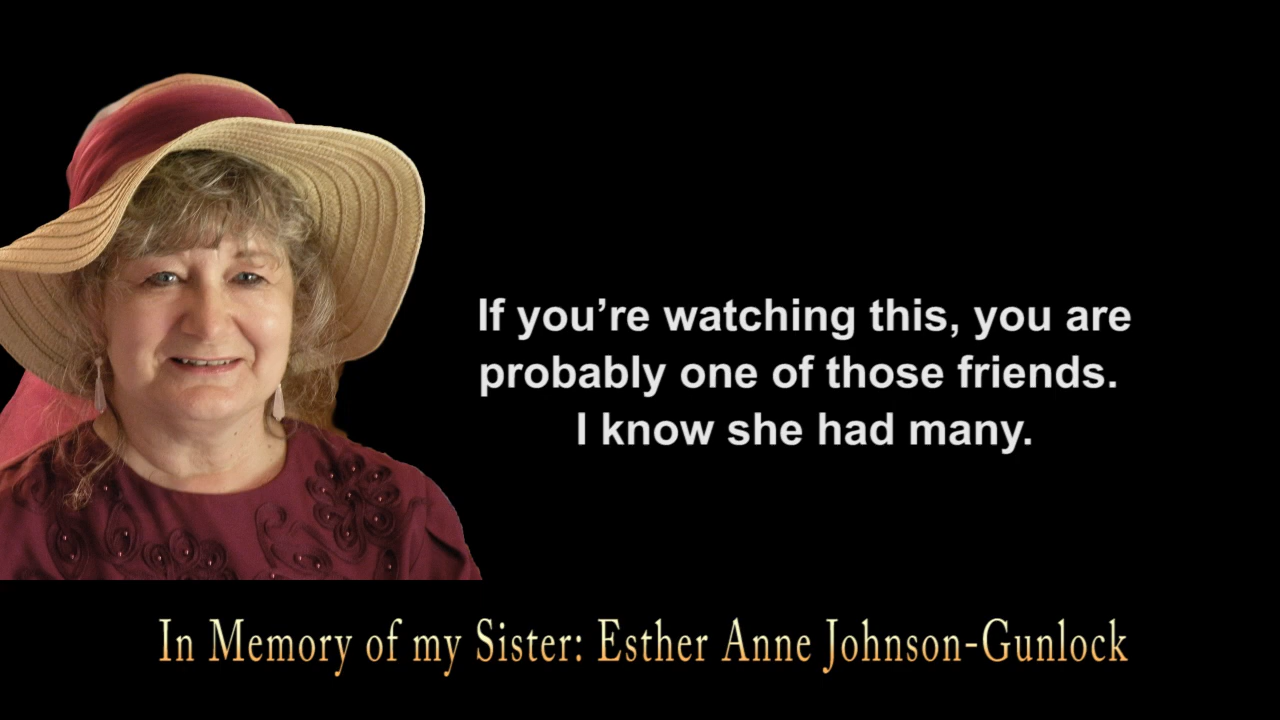 If you’re watching this, you are
probably one of those friends.
I know she had many.
In Memory of my Sister: Esther Anne Johnson-Gunlock